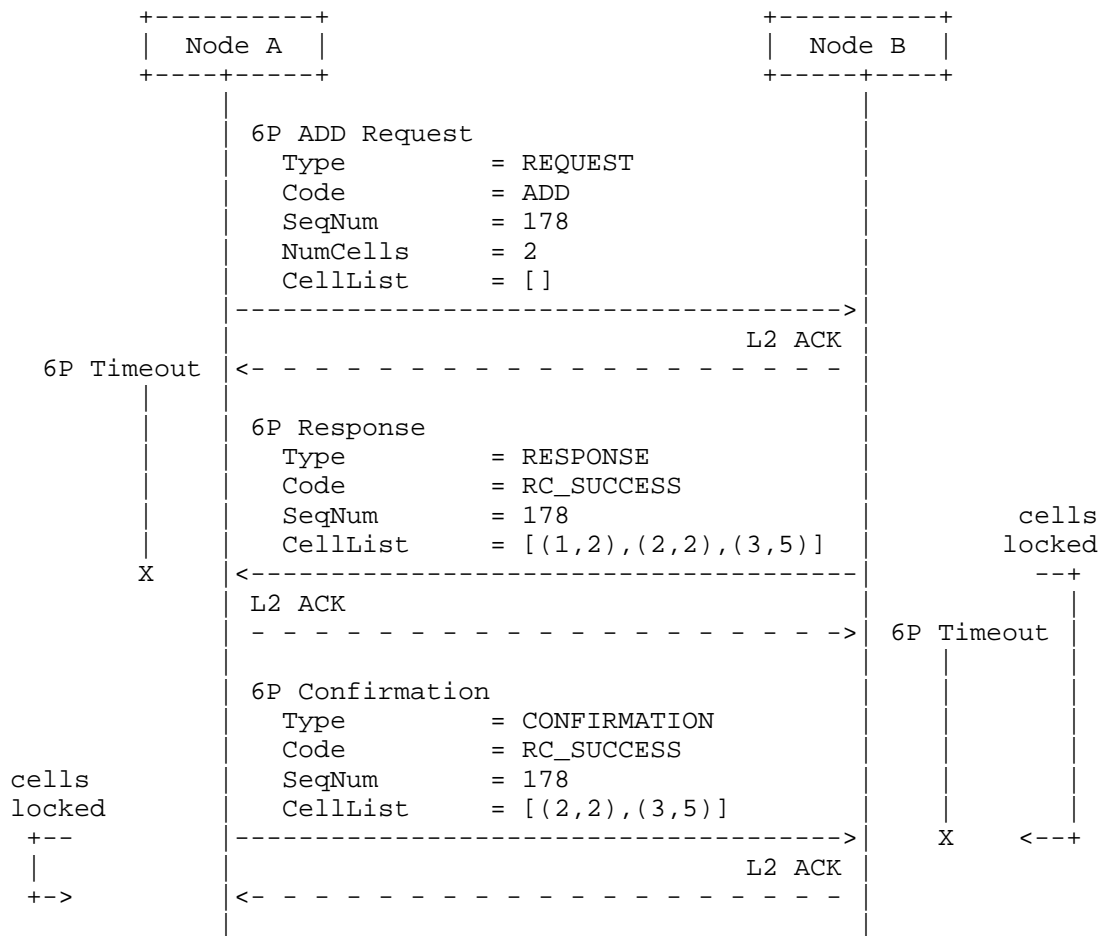 Node A Node B
6P ADD Request
Type = REQUEST
Code = ADD
SeqNum = 178
NumCells = 2
CellList = []
L2 ACK
6P Timeout
6P Response
Type = RESPONSE
Code = RC_SUCCESS
SeqNum = 178 cells
CellList = [(1,2),(2,2),(3,5)] locked
X
L2 ACK
6P Timeout
6P Confirmation
Type = CONFIRMATION
Code = RC_SUCCESS
cells SeqNum = 178
locked CellList = [(2,2),(3,5)]
X
L2 ACK